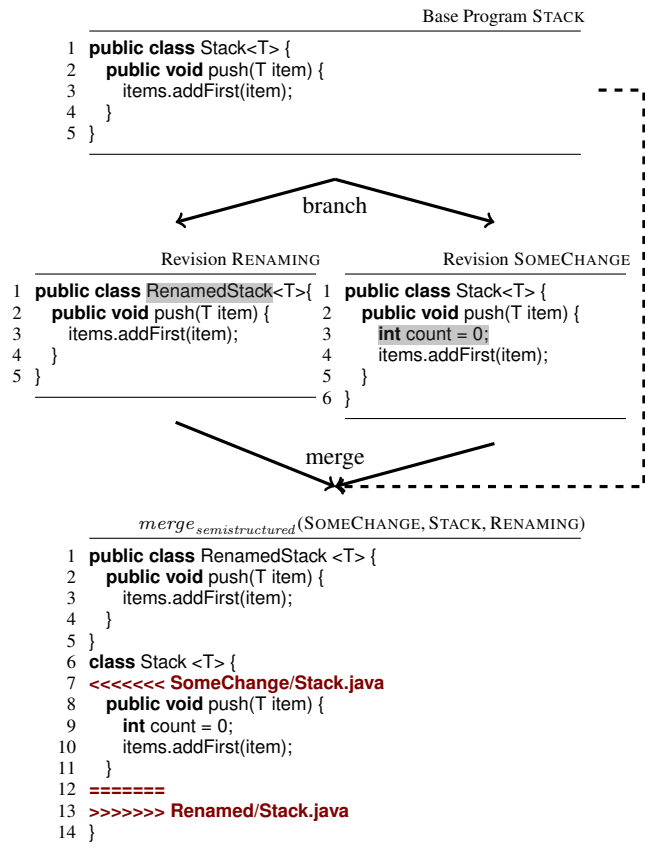 Base Program STACK
1 public class Stack<T> {
2 public void push(T item) {
3 items.addFirst(item);
4 }
5 }
branch
Revision RENAMING
1 public class RenamedStack<T>{
2 public void push(T item) {
3 items.addFirst(item);
4 }
5 }
Revision SOMECHANGE
1 public class Stack<T> {
2 public void push(T item) {
3 int count = 0;
4 items.addFirst(item);
5 }
6 }
merge
merge_semistructured(SOMECHANGE, STACK, RENAMING)
1 public class RenamedStack <T> {
2 public void push(T item) {
3 items.addFirst(item);
4 }
5 }
6 class Stack <T> {
7 <<<<<<< SomeChange/Stack.java
8 public void push(T item) {
9 int count = 0;
10 items.addFirst(item);
11 }
12 =======
13 >>>>>>> Renamed/Stack.java
14 }